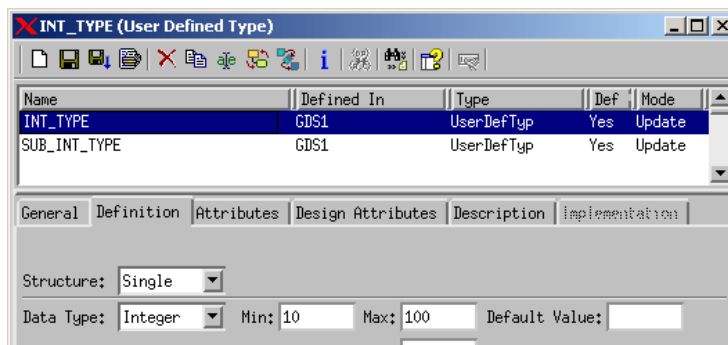 INT_TYPE (User Defined Type)
Name Defined In Type Def Mode
INT_TYPE GDS1 UserDefTyp Yes Update
SUB_INT_TYPE GDS1 UserDefTyp Yes Update
General Definition Attributes Design Attributes Description Implementation
Structure: Single
Data Type: Integer Min: 10 Max: 100 Default Value: